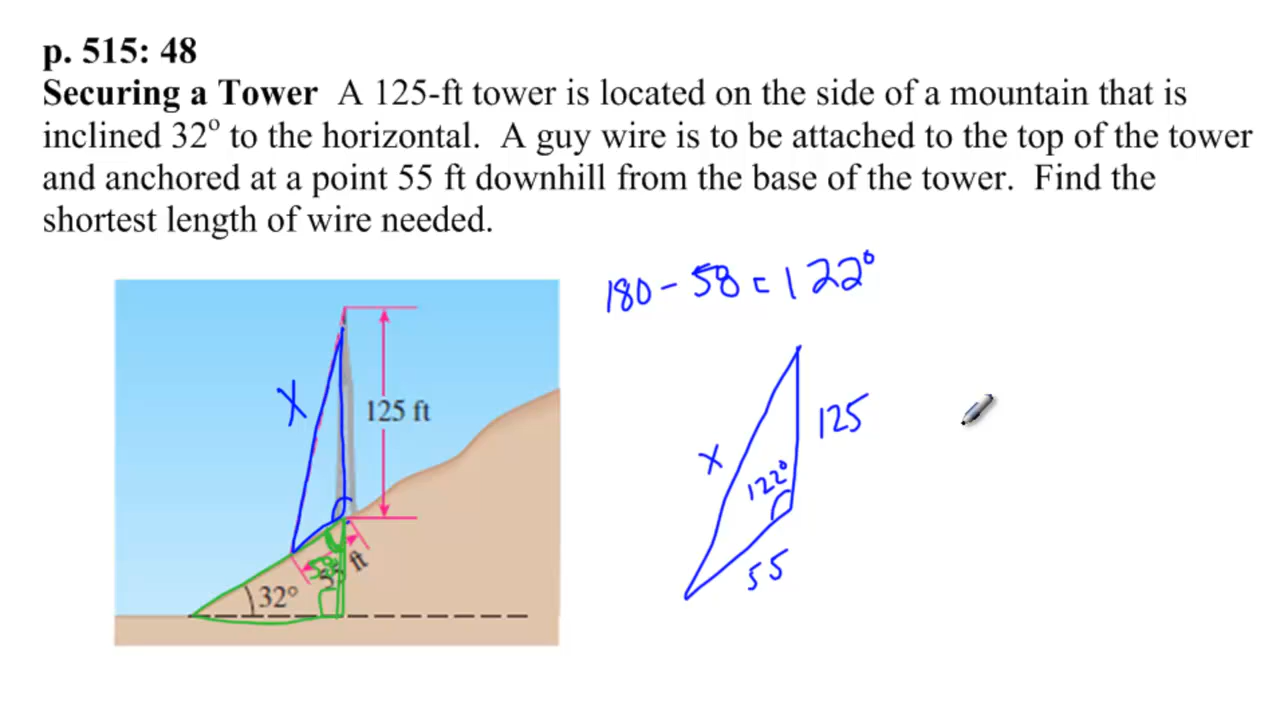 p. 515: 48
Securing a Tower A 125-ft tower is located on the side of a mountain that is
inclined 32° to the horizontal. A guy wire is to be attached to the top of the tower
and anchored at a point 55 ft downhill from the base of the tower. Find the
shortest length of wire needed.
180 - 58 = 122°
X
125 ft
125
x
122°
58
55 ft
32°
55